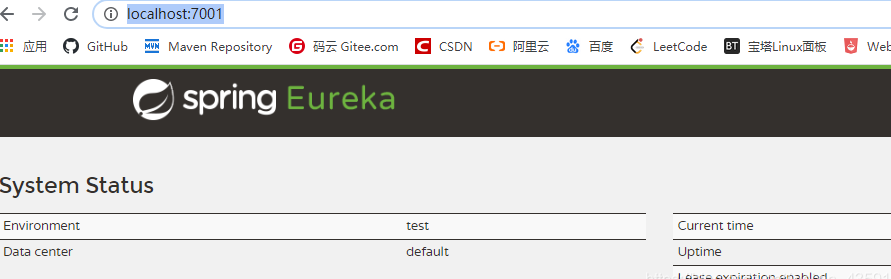 localhost:7001
应用 GitHub Maven Repository 码云 Gitee.com CSDN 阿里云 百度 LeetCode BT 宝塔Linux面板 Web
spring Eureka
System Status
Environment test Current time
Data center default Uptime
Lease expiration enabled